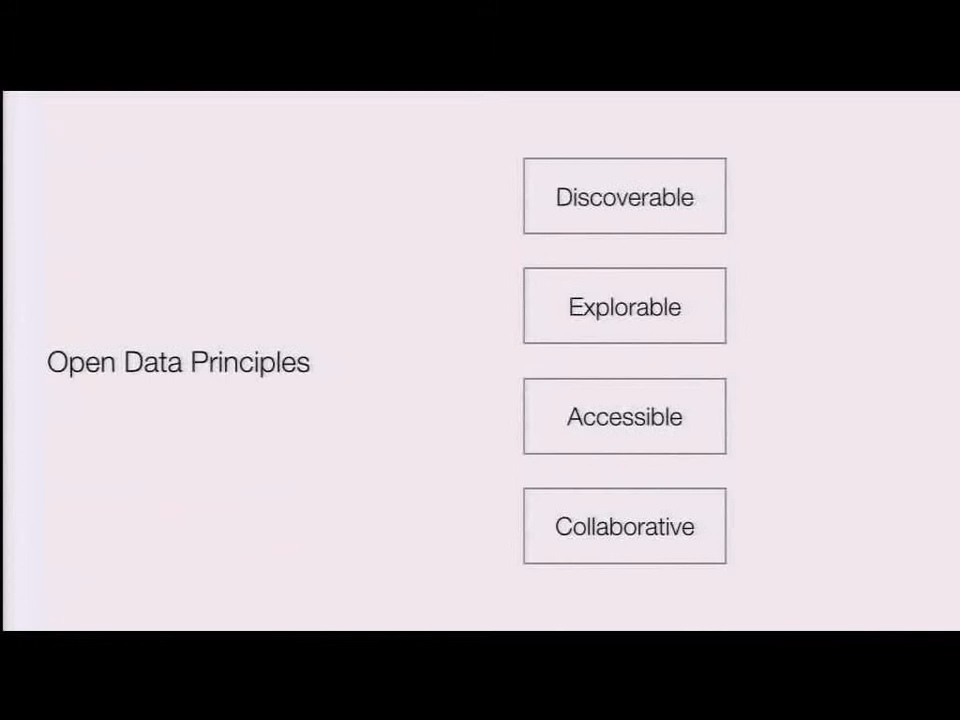 Open Data Principles
Discoverable
Explorable
Accessible
Collaborative